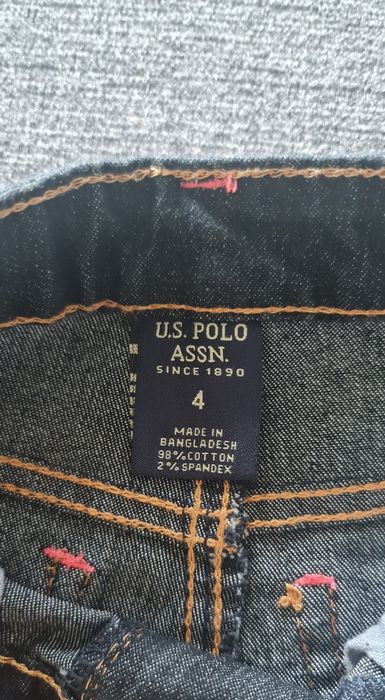 U.S. POLO
ASSN.
SINCE 1890
4
MADE IN
BANGLADESH
98%COTTON
2%SPANDEX